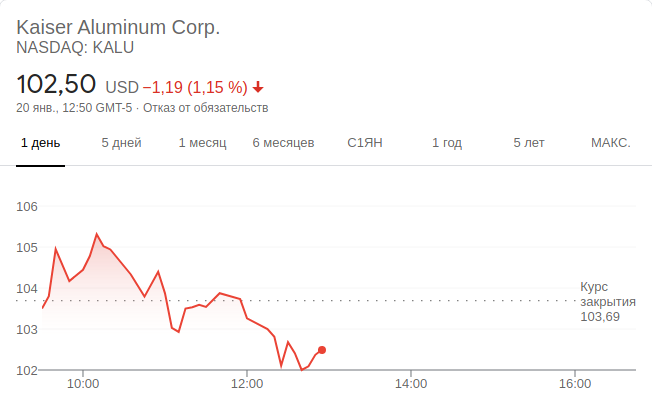 Kaiser Aluminum Corp.
NASDAQ: KALU
102,50 USD −1,19 (1,15 %)
20 янв., 12:50 GMT-5 · Отказ от обязательств
1 день 5 дней 1 месяц 6 месяцев С1ЯН 1 год 5 лет МАКС.
106
105
104
Курс
закрытия
103,69
103
102
10:00 12:00 14:00 16:00